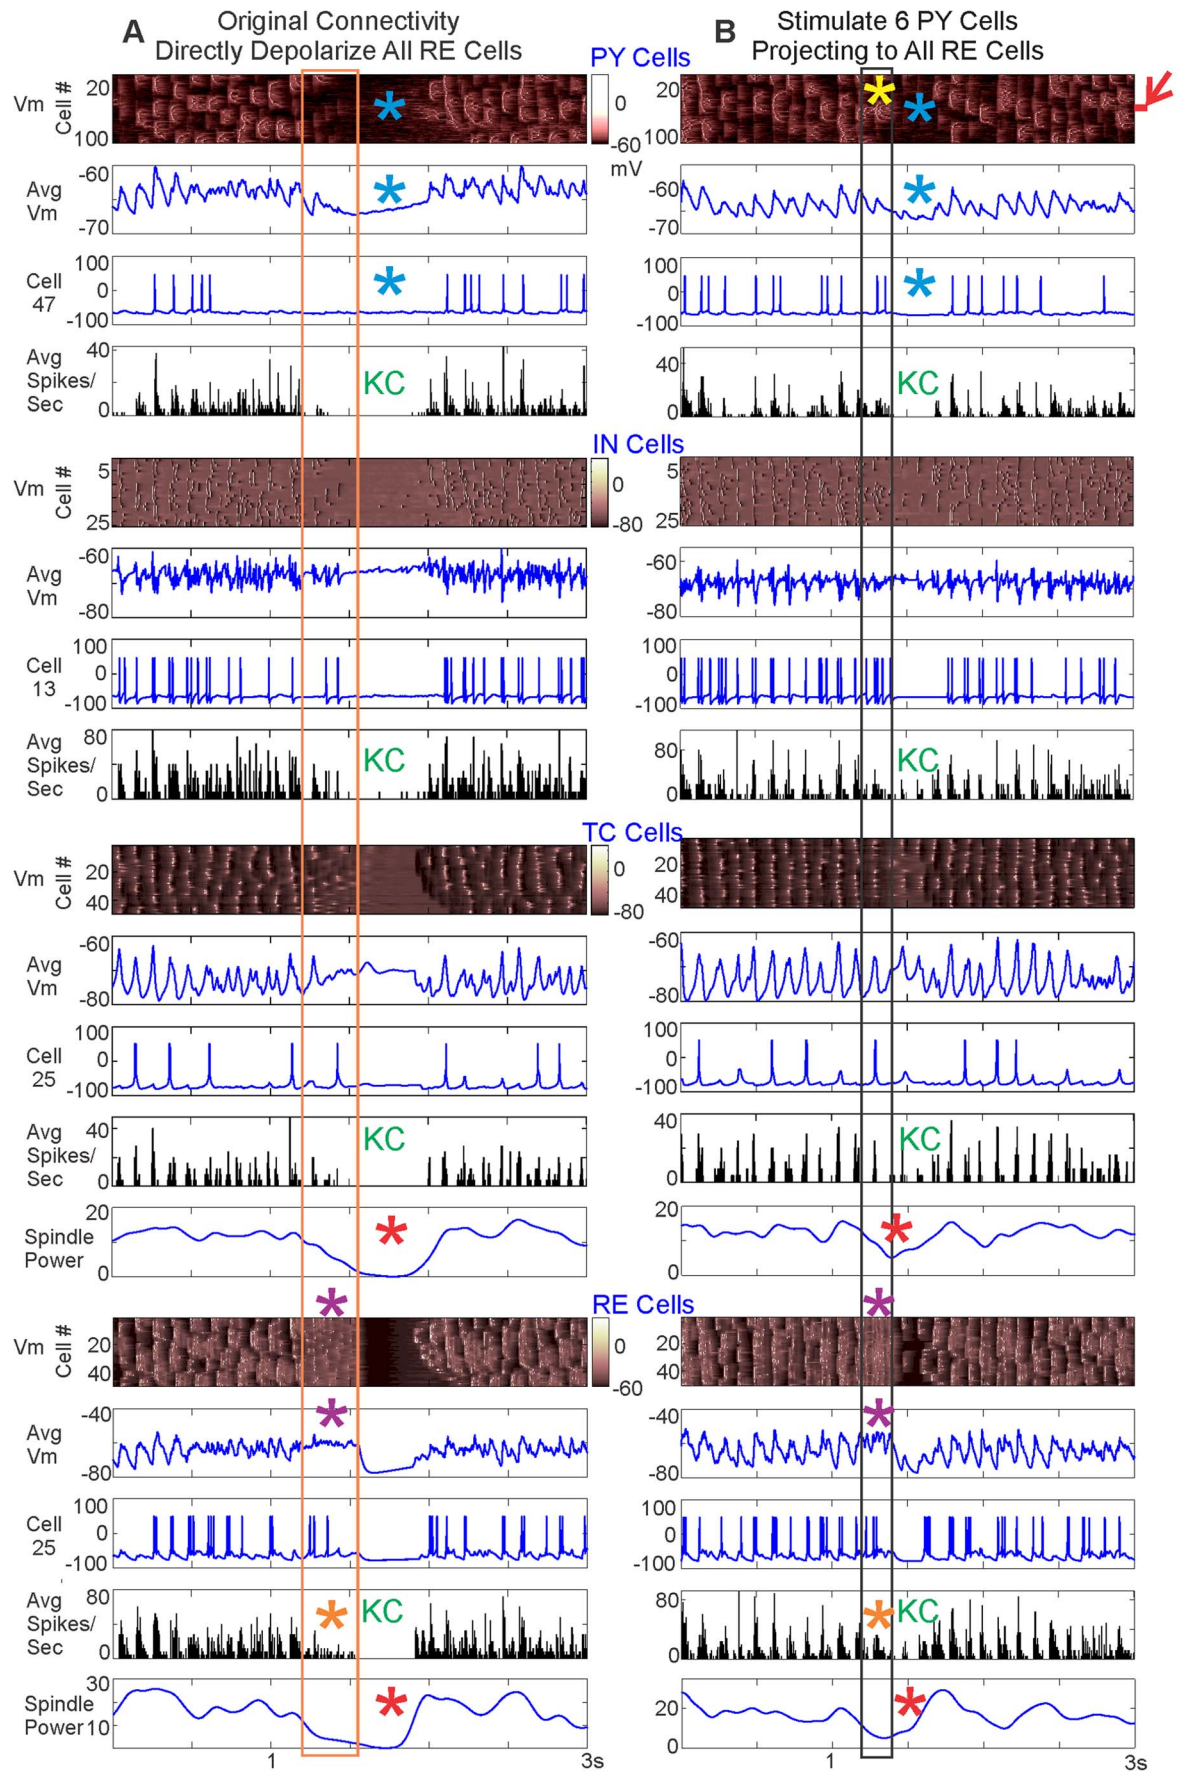 A
Original Connectivity
Directly Depolarize All RE Cells
B
Stimulate 6 PY Cells
Projecting to All RE Cells
PY Cells
Vm
Cell #
20
100
0
-60
mV
20
100
Avg
Vm
-60
-70
-60
-70
Cell
47
100
0
-100
100
0
-100
Avg
Spikes/
Sec
40
0
KC
40
0
KC
IN Cells
Vm
Cell #
5
25
0
-80
5
25
Avg
Vm
-60
-80
-60
-80
Cell
13
100
0
-100
100
0
-100
Avg
Spikes/
Sec
80
0
KC
80
0
KC
TC Cells
Vm
Cell #
20
40
0
-80
20
40
Avg
Vm
-60
-80
-60
-80
Cell
25
100
0
-100
100
0
-100
Avg
Spikes/
Sec
40
0
KC
40
0
KC
Spindle
Power
20
0
20
0
RE Cells
Vm
Cell #
20
40
0
-60
20
40
Avg
Vm
-40
-80
-40
-80
Cell
25
100
0
-100
100
0
-100
Avg
Spikes/
Sec
80
0
KC
80
0
KC
Spindle
Power
30
10
20
0
1
3s
1
3s